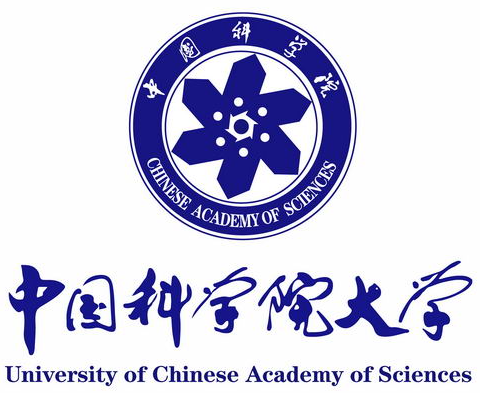 中國科学院
CHINESE ACADEMY OF SCIENCES
中国科学院大学
University of Chinese Academy of Sciences